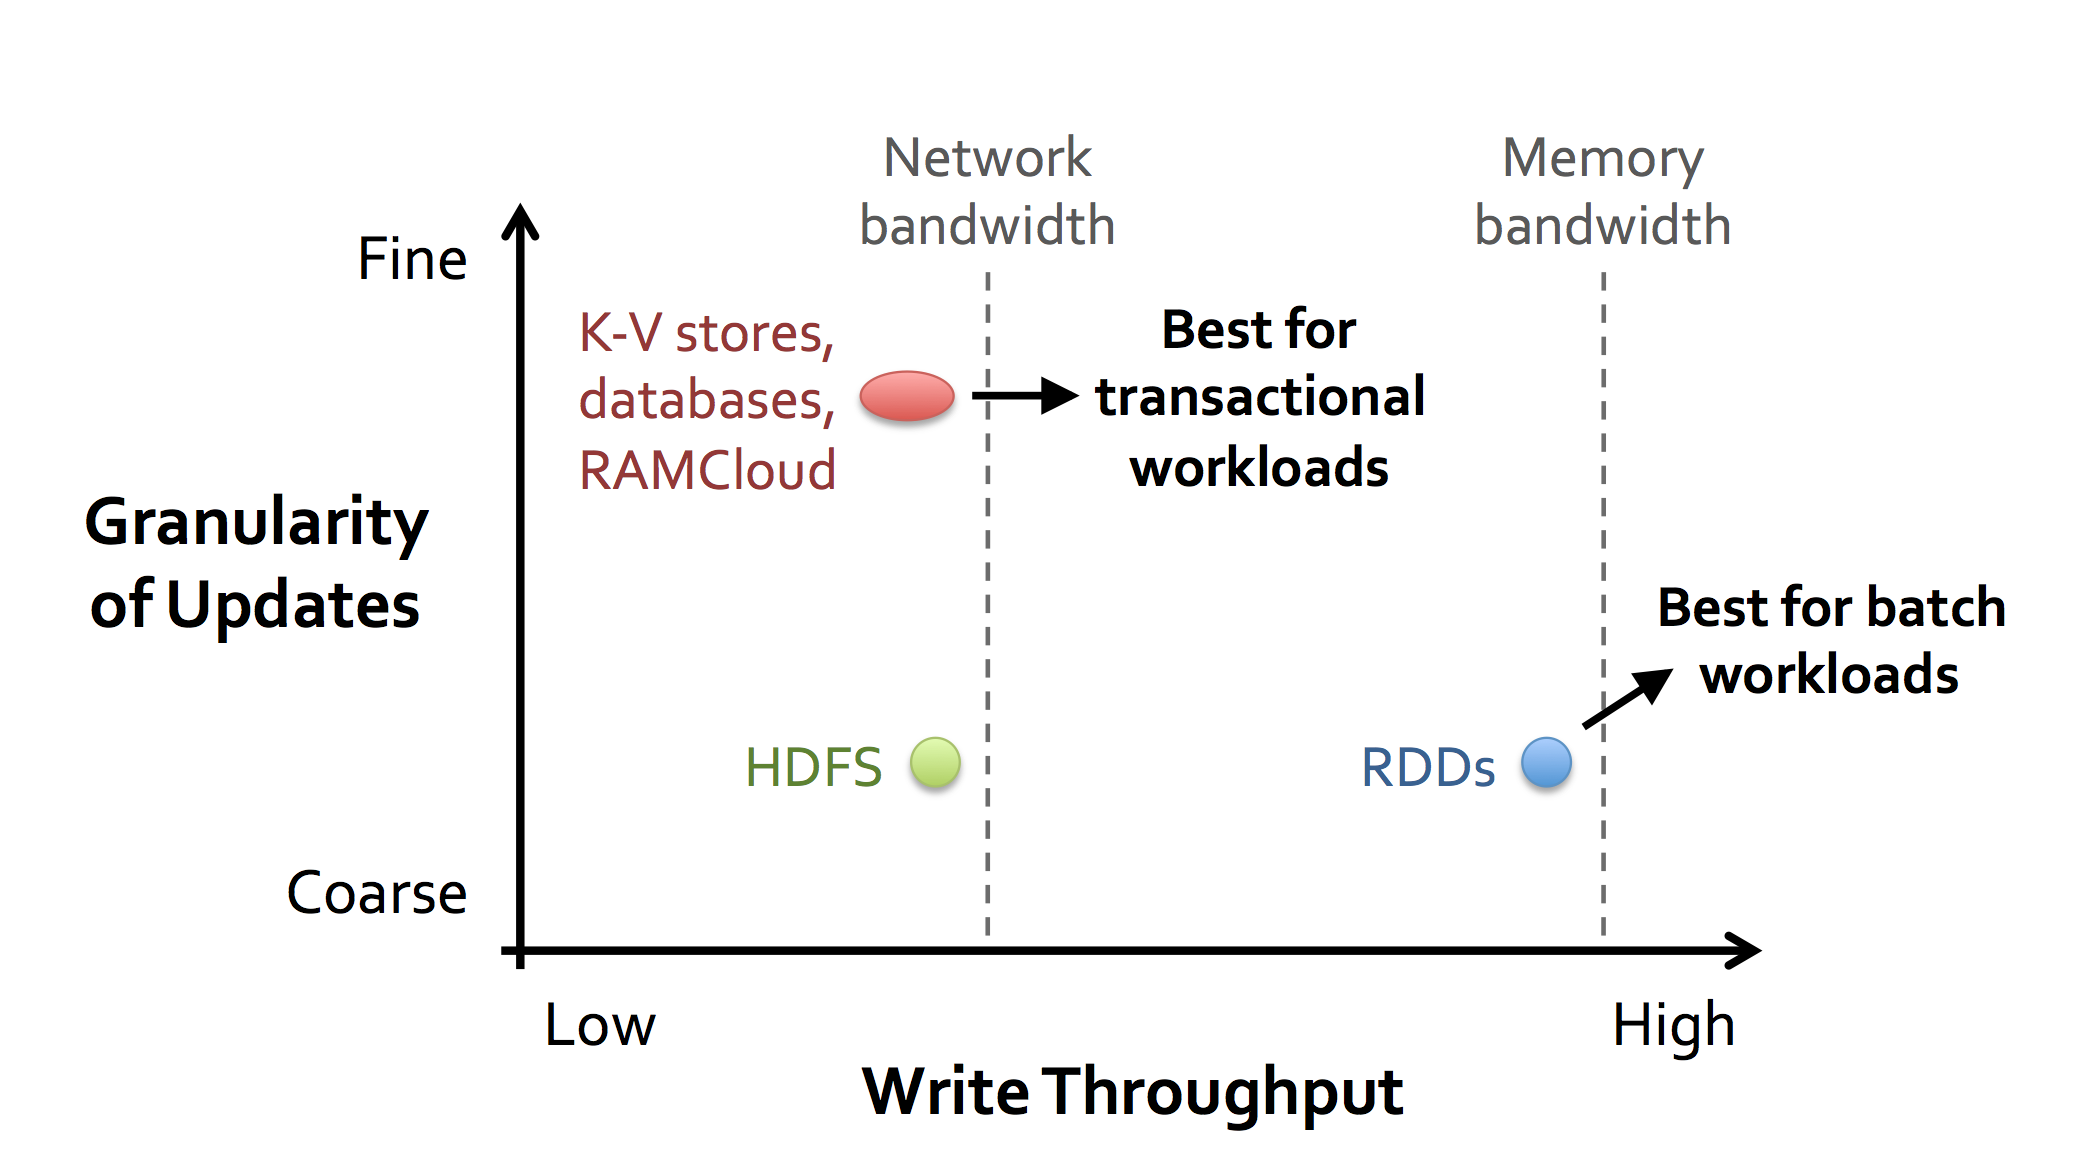 Network
bandwidth
Memory
bandwidth
Fine
K-V stores,
databases,
RAMCloud
Best for
transactional
workloads
Granularity
of Updates
Best for batch
workloads
HDFS
RDDs
Coarse
Low
High
Write Throughput